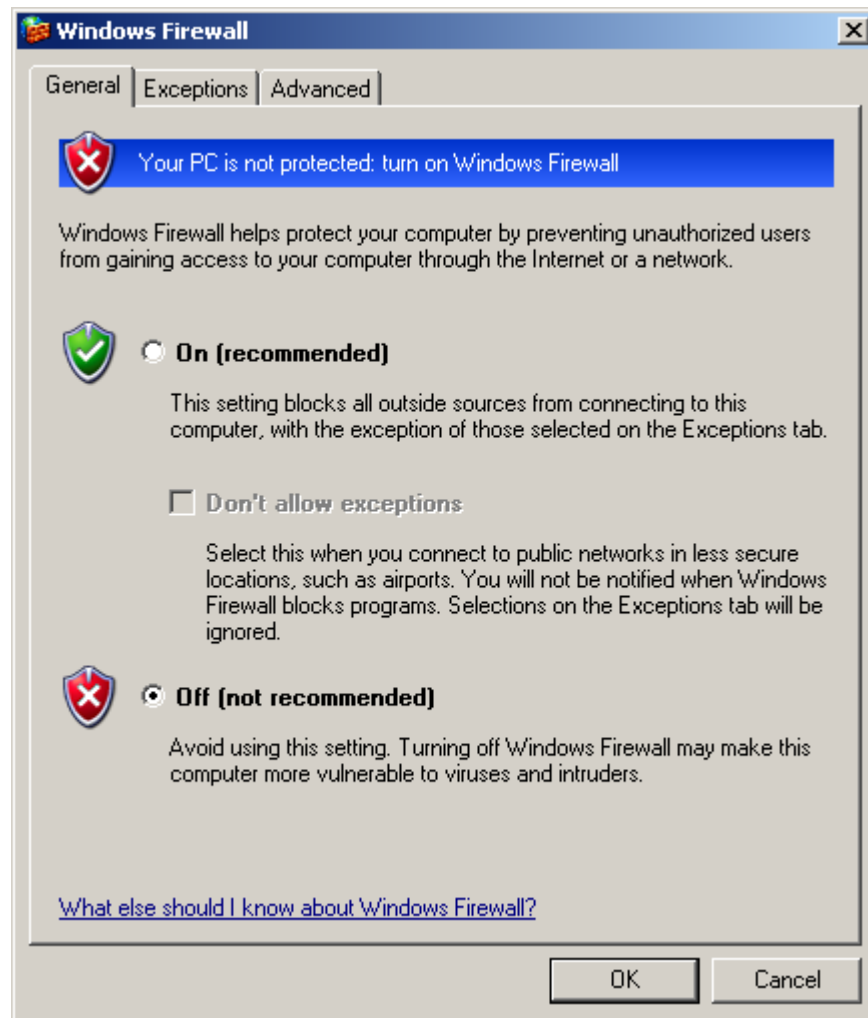 Windows Firewall
General
Exceptions
Advanced
Your PC is not protected: turn on Windows Firewall
Windows Firewall helps protect your computer by preventing unauthorized users
from gaining access to your computer through the Internet or a network.
On (recommended)
This setting blocks all outside sources from connecting to this
computer, with the exception of those selected on the Exceptions tab.
Don't allow exceptions
Select this when you connect to public networks in less secure
locations, such as airports. You will not be notified when Windows
Firewall blocks programs. Selections on the Exceptions tab will be
ignored.
Off (not recommended)
Avoid using this setting. Turning off Windows Firewall may make this
computer more vulnerable to viruses and intruders.
What else should I know about Windows Firewall?
OK
Cancel